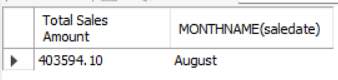 Total Sales
Amount
MONTHNAME(saledate)
403594.10 August